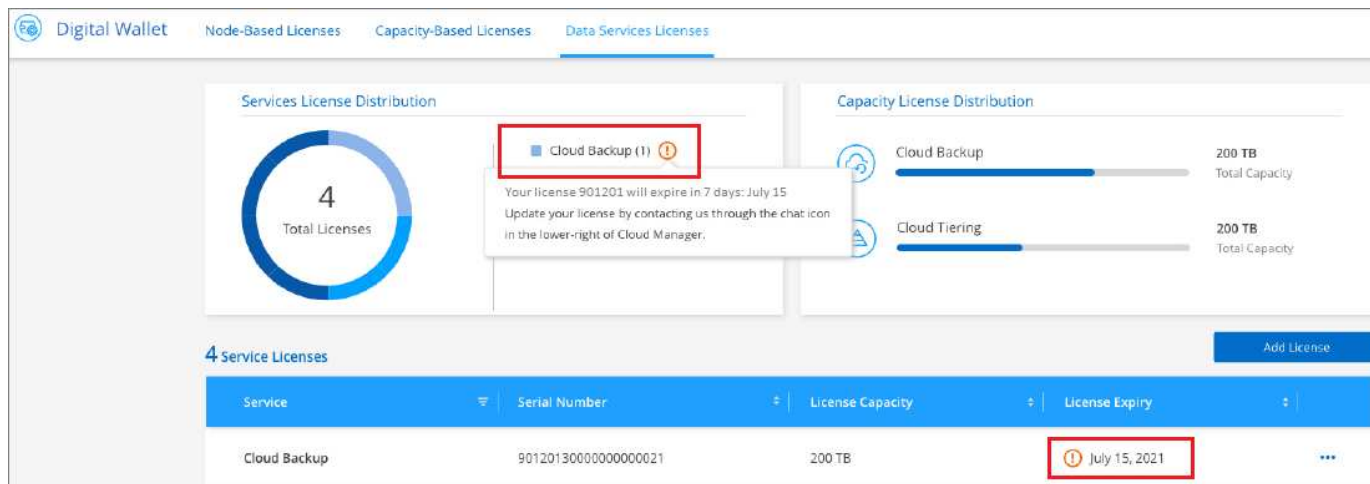 Digital Wallet
Node-Based Licenses
Capacity-Based Licenses
Data Services Licenses
Services License Distribution
4
Total Licenses
Cloud Backup (1)
Your license 901201 will expire in 7 days: July 15
Update your license by contacting us through the chat icon
in the lower-right of Cloud Manager.
Capacity License Distribution
Cloud Backup
200 TB
Total Capacity
Cloud Tiering
200 TB
Total Capacity
4 Service Licenses
Add License
Service
Serial Number
License Capacity
License Expiry
Cloud Backup
90120130000000000021
200 TB
July 15, 2021